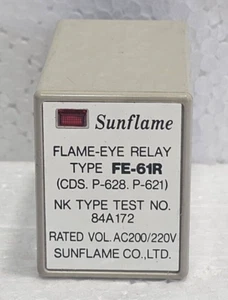 Sunflame
FLAME-EYE RELAY
TYPE FE-61R
(CDS. P-628. P-621)
NK TYPE TEST NO.
84A172
RATED VOL. AC200/220V
SUNFLAME CO., LTD.